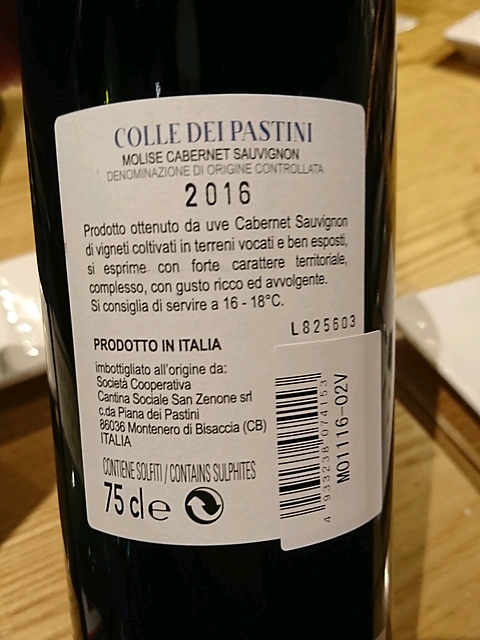 COLLE DEI PASTINI
MOLISE CABERNET SAUVIGNON
DENOMINAZIONE DI ORIGINE CONTROLLATA
2016
Prodotto ottenuto da uve Cabernet Sauvignon
di vigneti coltivati in terreni vocati e ben esposti,
si esprime con forte carattere territoriale,
complesso, con gusto ricco ed avvolgente.
Si consiglia di servire a 16 - 18°C.
L825603
PRODOTTO IN ITALIA
imbottigliato all'origine da:
Società Cooperativa
Cantina Sociale San Zenone srl
c.da Piana dei Pastini
86036 Montenero di Bisaccia (CB)
ITALIA
CONTIENE SOLFITI / CONTAINS SULPHITES
75 cl e
4 933238 074153
MO1116-02V